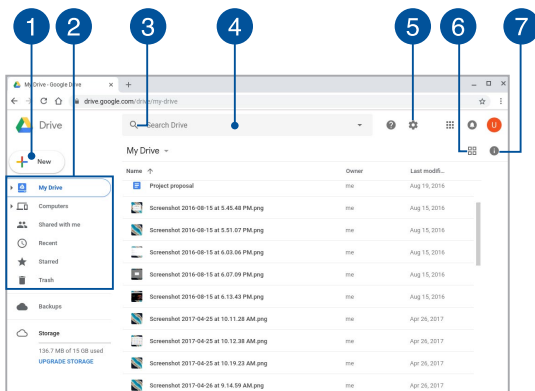 1 2 3 4 5 6 7
My Drive - Google Drive × +
drive.google.com/drive/my-drive
Drive
Search Drive
U
New
My Drive
Name ↑ Owner Last modifi...
My Drive
Project proposal me Aug 19, 2016
Computers
Screenshot 2016-08-15 at 5.45.48 PM.png me Aug 15, 2016
Shared with me
Screenshot 2016-08-15 at 5.51.07 PM.png me Aug 15, 2016
Recent
Screenshot 2016-08-15 at 6.03.06 PM.png me Aug 15, 2016
Starred
Screenshot 2016-08-15 at 6.07.09 PM.png me Aug 15, 2016
Trash
Screenshot 2016-08-15 at 6.13.43 PM.png me Aug 15, 2016
Backups
Screenshot 2017-04-25 at 10.11.28 AM.png me Apr 26, 2017
Storage
Screenshot 2017-04-25 at 10.12.38 AM.png me Apr 26, 2017
136.7 MB of 15 GB used
Screenshot 2017-04-25 at 10.19.23 AM.png me Apr 26, 2017
UPGRADE STORAGE
Screenshot 2017-04-26 at 9.14.59 AM.png me Apr 26, 2017